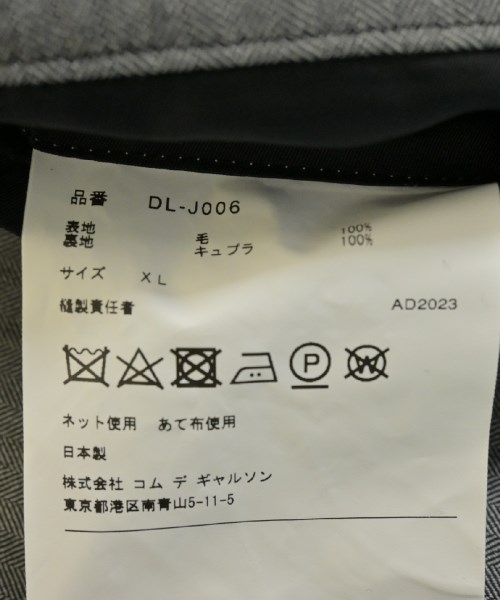 品番 DL-J006
表地 毛 100%
裏地 キュプラ 100%
サイズ XL
縫製責任者 AD2023
P W
ネット使用 あて布使用
日本製
株式会社 コム デ ギャルソン
東京都港区南青山5-11-5